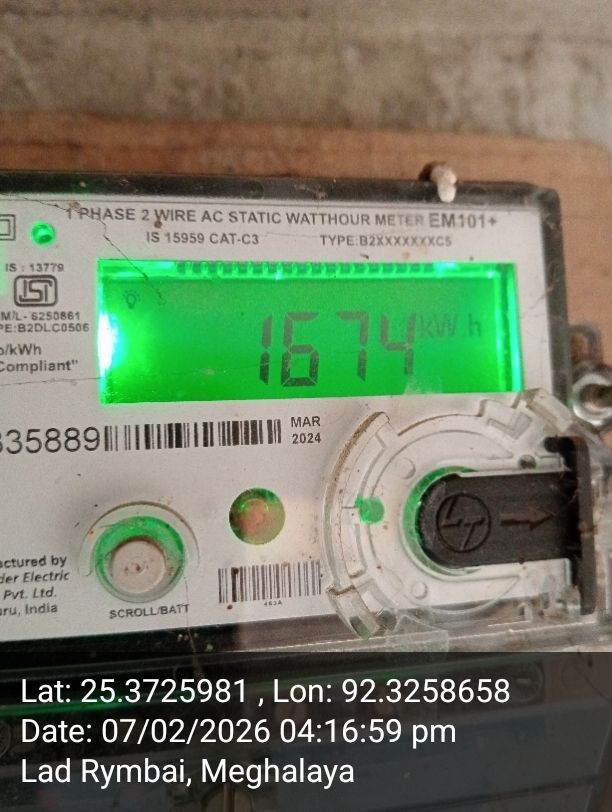 1 PHASE 2 WIRE AC STATIC WATTHOUR METER EM101+
IS 15959 CAT-C3 TYPE:B2XXXXXXXC5
IS : 13779
ISI
M/L- 6250861
PE:B2DLC0506
p/kWh
Compliant"
1674 kW h
335889
MAR
2024
actured by
der Electric
Pvt. Ltd.
uru, India
SCROLL/BATT
LT
Lat: 25.3725981 , Lon: 92.3258658
Date: 07/02/2026 04:16:59 pm
Lad Rymbai, Meghalaya